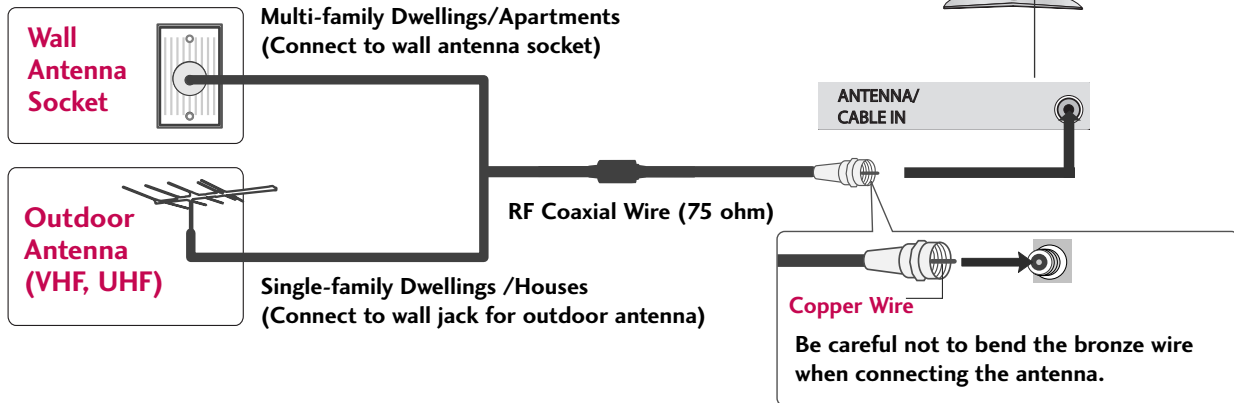 Wall
Antenna
Socket
Multi-family Dwellings/Apartments
(Connect to wall antenna socket)
ANTENNA/
CABLE IN
Outdoor
Antenna
(VHF, UHF)
RF Coaxial Wire (75 ohm)
Single-family Dwellings /Houses
(Connect to wall jack for outdoor antenna)
Copper Wire
Be careful not to bend the bronze wire
when connecting the antenna.